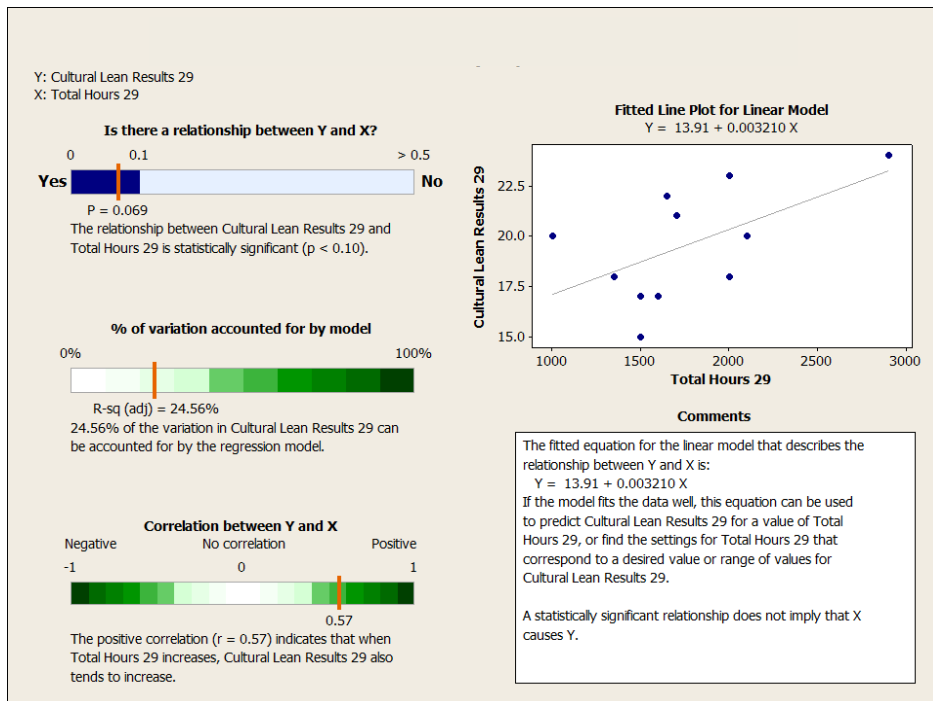 Y: Cultural Lean Results 29
X: Total Hours 29
Is there a relationship between Y and X?
0 0.1 > 0.5
Yes No
P = 0.069
The relationship between Cultural Lean Results 29 and
Total Hours 29 is statistically significant (p < 0.10).
% of variation accounted for by model
0% 100%
R-sq (adj) = 24.56%
24.56% of the variation in Cultural Lean Results 29 can
be accounted for by the regression model.
Correlation between Y and X
Negative No correlation Positive
-1 0 1
0.57
The positive correlation (r = 0.57) indicates that when
Total Hours 29 increases, Cultural Lean Results 29 also
tends to increase.
Fitted Line Plot for Linear Model
Y = 13.91 + 0.003210 X
Cultural Lean Results 29
22.5
20.0
17.5
15.0
1000 1500 2000 2500 3000
Total Hours 29
Comments
The fitted equation for the linear model that describes the
relationship between Y and X is:
Y = 13.91 + 0.003210 X
If the model fits the data well, this equation can be used
to predict Cultural Lean Results 29 for a value of Total
Hours 29, or find the settings for Total Hours 29 that
correspond to a desired value or range of values for
Cultural Lean Results 29.
A statistically significant relationship does not imply that X
causes Y.